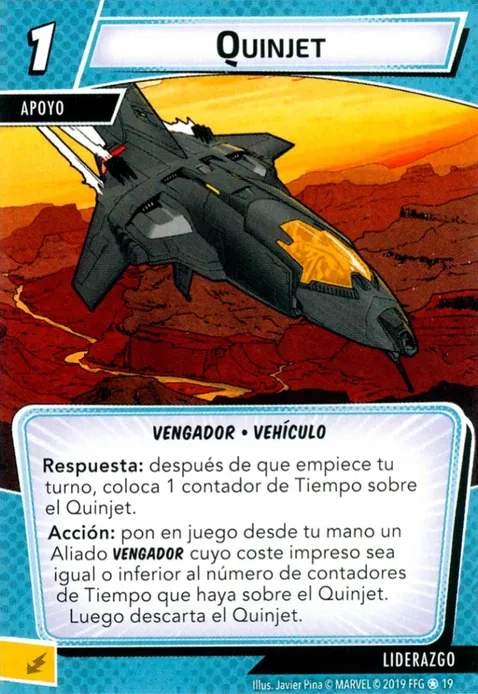 1
QUINJET
APOYO
VENGADOR • VEHÍCULO
Respuesta: después de que empiece tu
turno, coloca 1 contador de Tiempo sobre
el Quinjet.
Acción: pon en juego desde tu mano un
Aliado VENGADOR cuyo coste impreso sea
igual o inferior al número de contadores
de Tiempo que haya sobre el Quinjet.
Luego descarta el Quinjet.
LIDERAZGO
Illus. Javier Pina © MARVEL © 2019 FFG 19